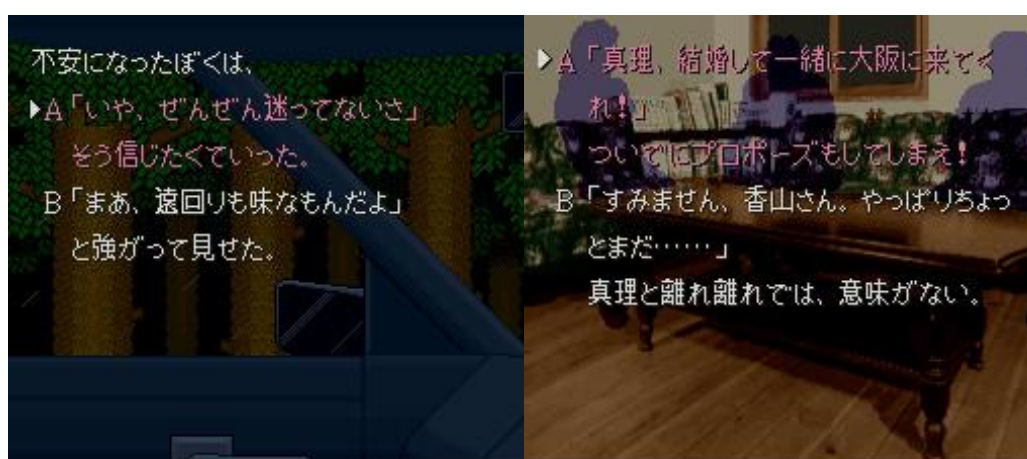 不安になったぼくは、
▶A「いや、ぜんぜん迷ってないさ」
そう信じたくていった。
B「まあ、遠回りも味なもんだよ」
と強がって見せた。
▶A「真理、結婚して一緒に大阪に来てく
れ!」
ついでにプロポーズもしてしまえ!
B「すみません、香山さん。やっぱりちょっ
とまだ……」
真理と離れ離れでは、意味がない。